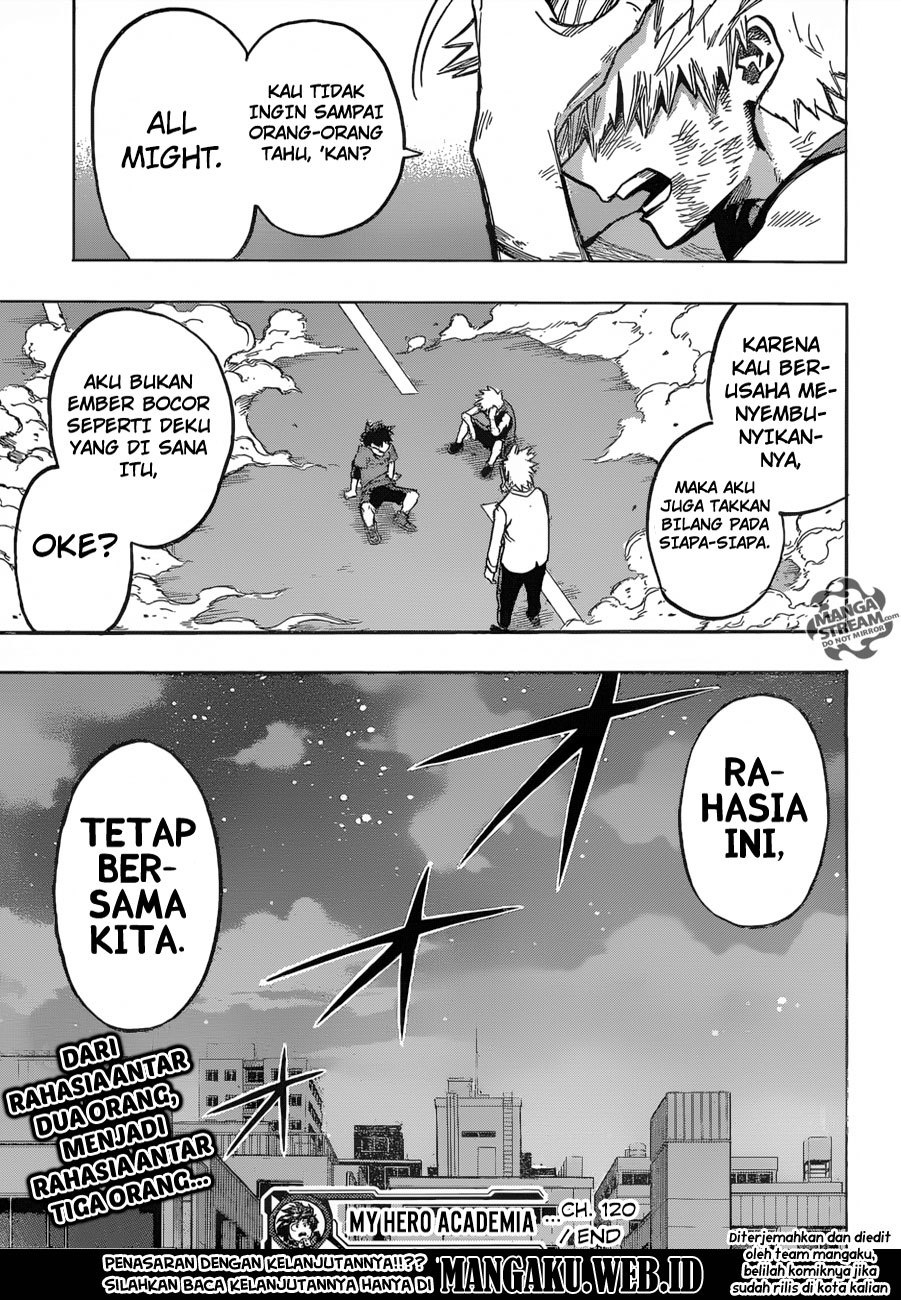 KAU TIDAK
INGIN SAMPAI
ORANG-ORANG
TAHU, 'KAN?
ALL
MIGHT.
KARENA
KAU BER-
USAHA ME-
NYEMBU-
NYIKAN-
NYA,
MAKA AKU
JUGA TAKKAN
BILANG PADA
SIAPA-SIAPA.
AKU BUKAN
EMBER BOCOR
SEPERTI DEKU
YANG DI SANA
ITU,
OKE?
MANGA
STREAM.com
DO NOT MIRROR
RA-
HASIA
INI,
TETAP
BER-
SAMA
KITA.
DARI
RAHASIA ANTAR
DUA ORANG,
MENJADI
RAHASIA ANTAR
TIGA ORANG...
MY HERO ACADEMIA ...CH. 120
/END
PENASARAN DENGAN KELANJUTANNYA!!??
SILAHKAN BACA KELANJUTANNYA HANYA DI MANGAKU.WEB.ID
Diterjemahkan dan diedit
oleh team mangaku,
belilah komiknya jika
sudah rilis di kota kalian